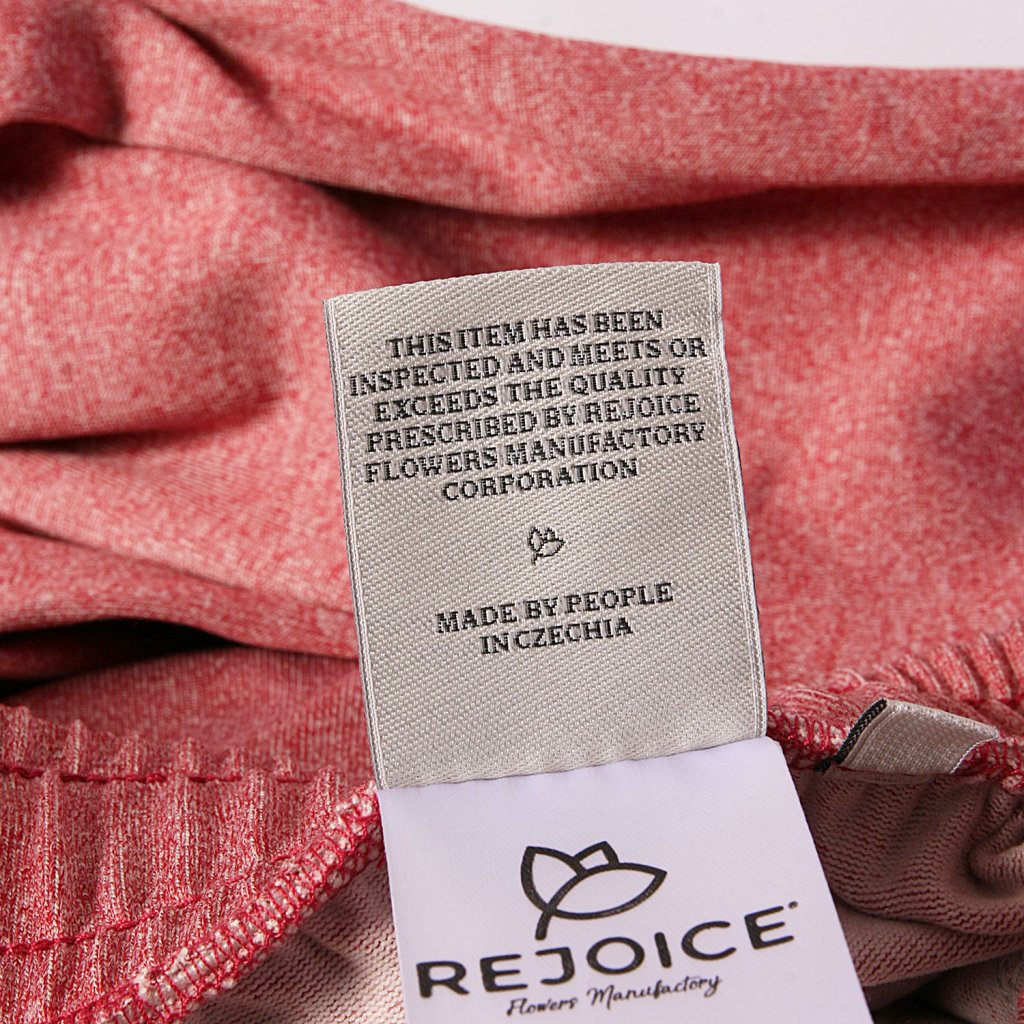 THIS ITEM HAS BEEN
INSPECTED AND MEETS OR
EXCEEDS THE QUALITY
PRESCRIBED BY REJOICE
FLOWERS MANUFACTORY
CORPORATION
MADE BY PEOPLE
IN CZECHIA
REJOICE
Flowers Manufactory